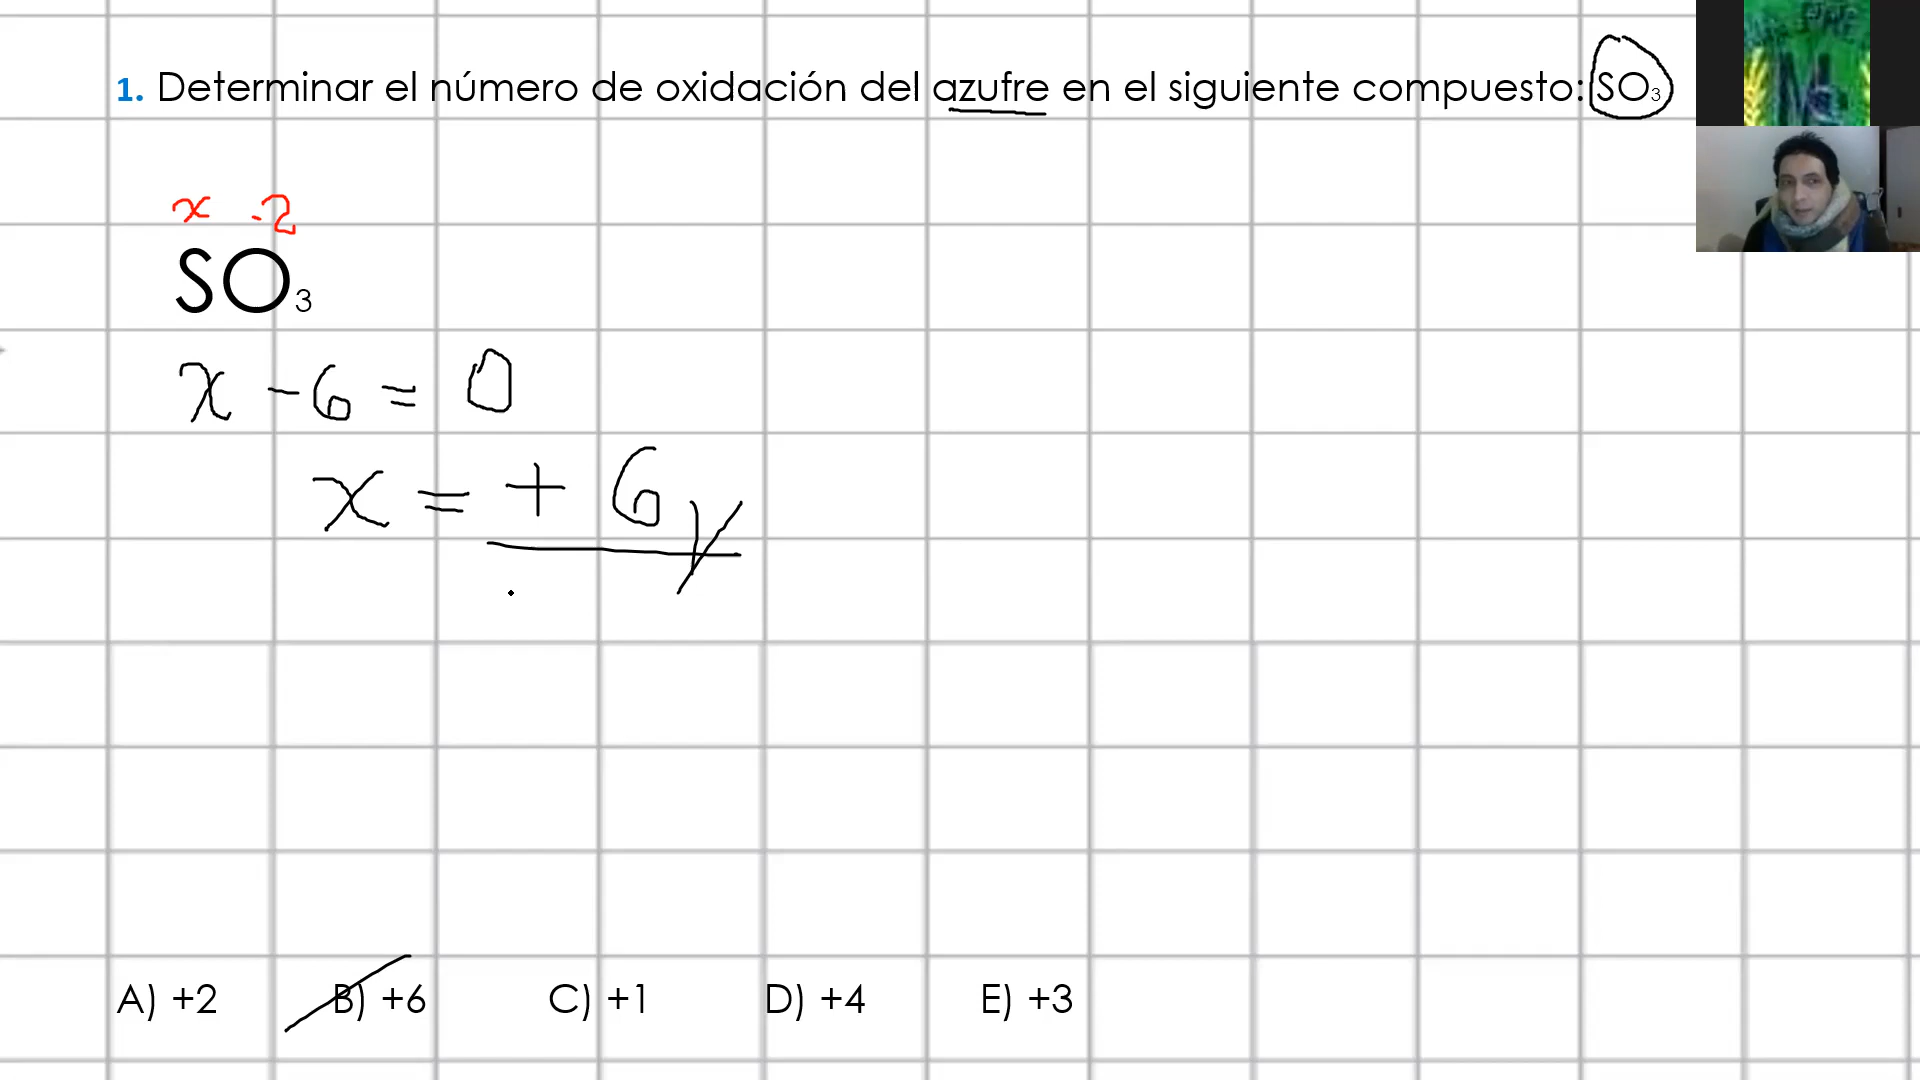 1. Determinar el número de oxidación del azufre en el siguiente compuesto: SO₃
x -2
SO₃
x - 6 = 0
x = + 6
A) +2 B) +6 C) +1 D) +4 E) +3